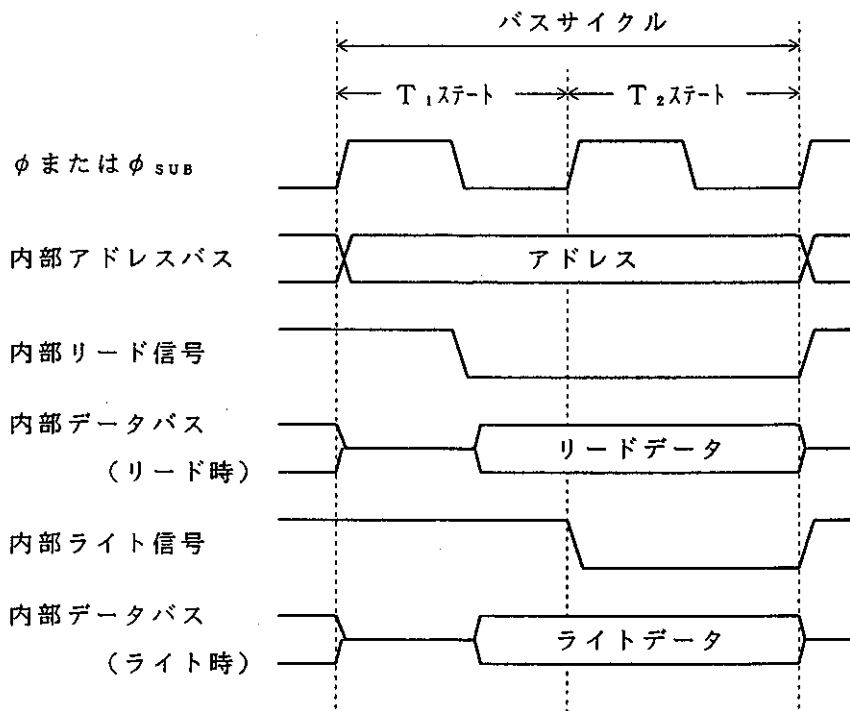 バスサイクル
T₁ステート
T₂ステート
φまたはφSUB
内部アドレスバス
アドレス
内部リード信号
内部データバス
(リード時)
リードデータ
内部ライト信号
内部データバス
(ライト時)
ライトデータ